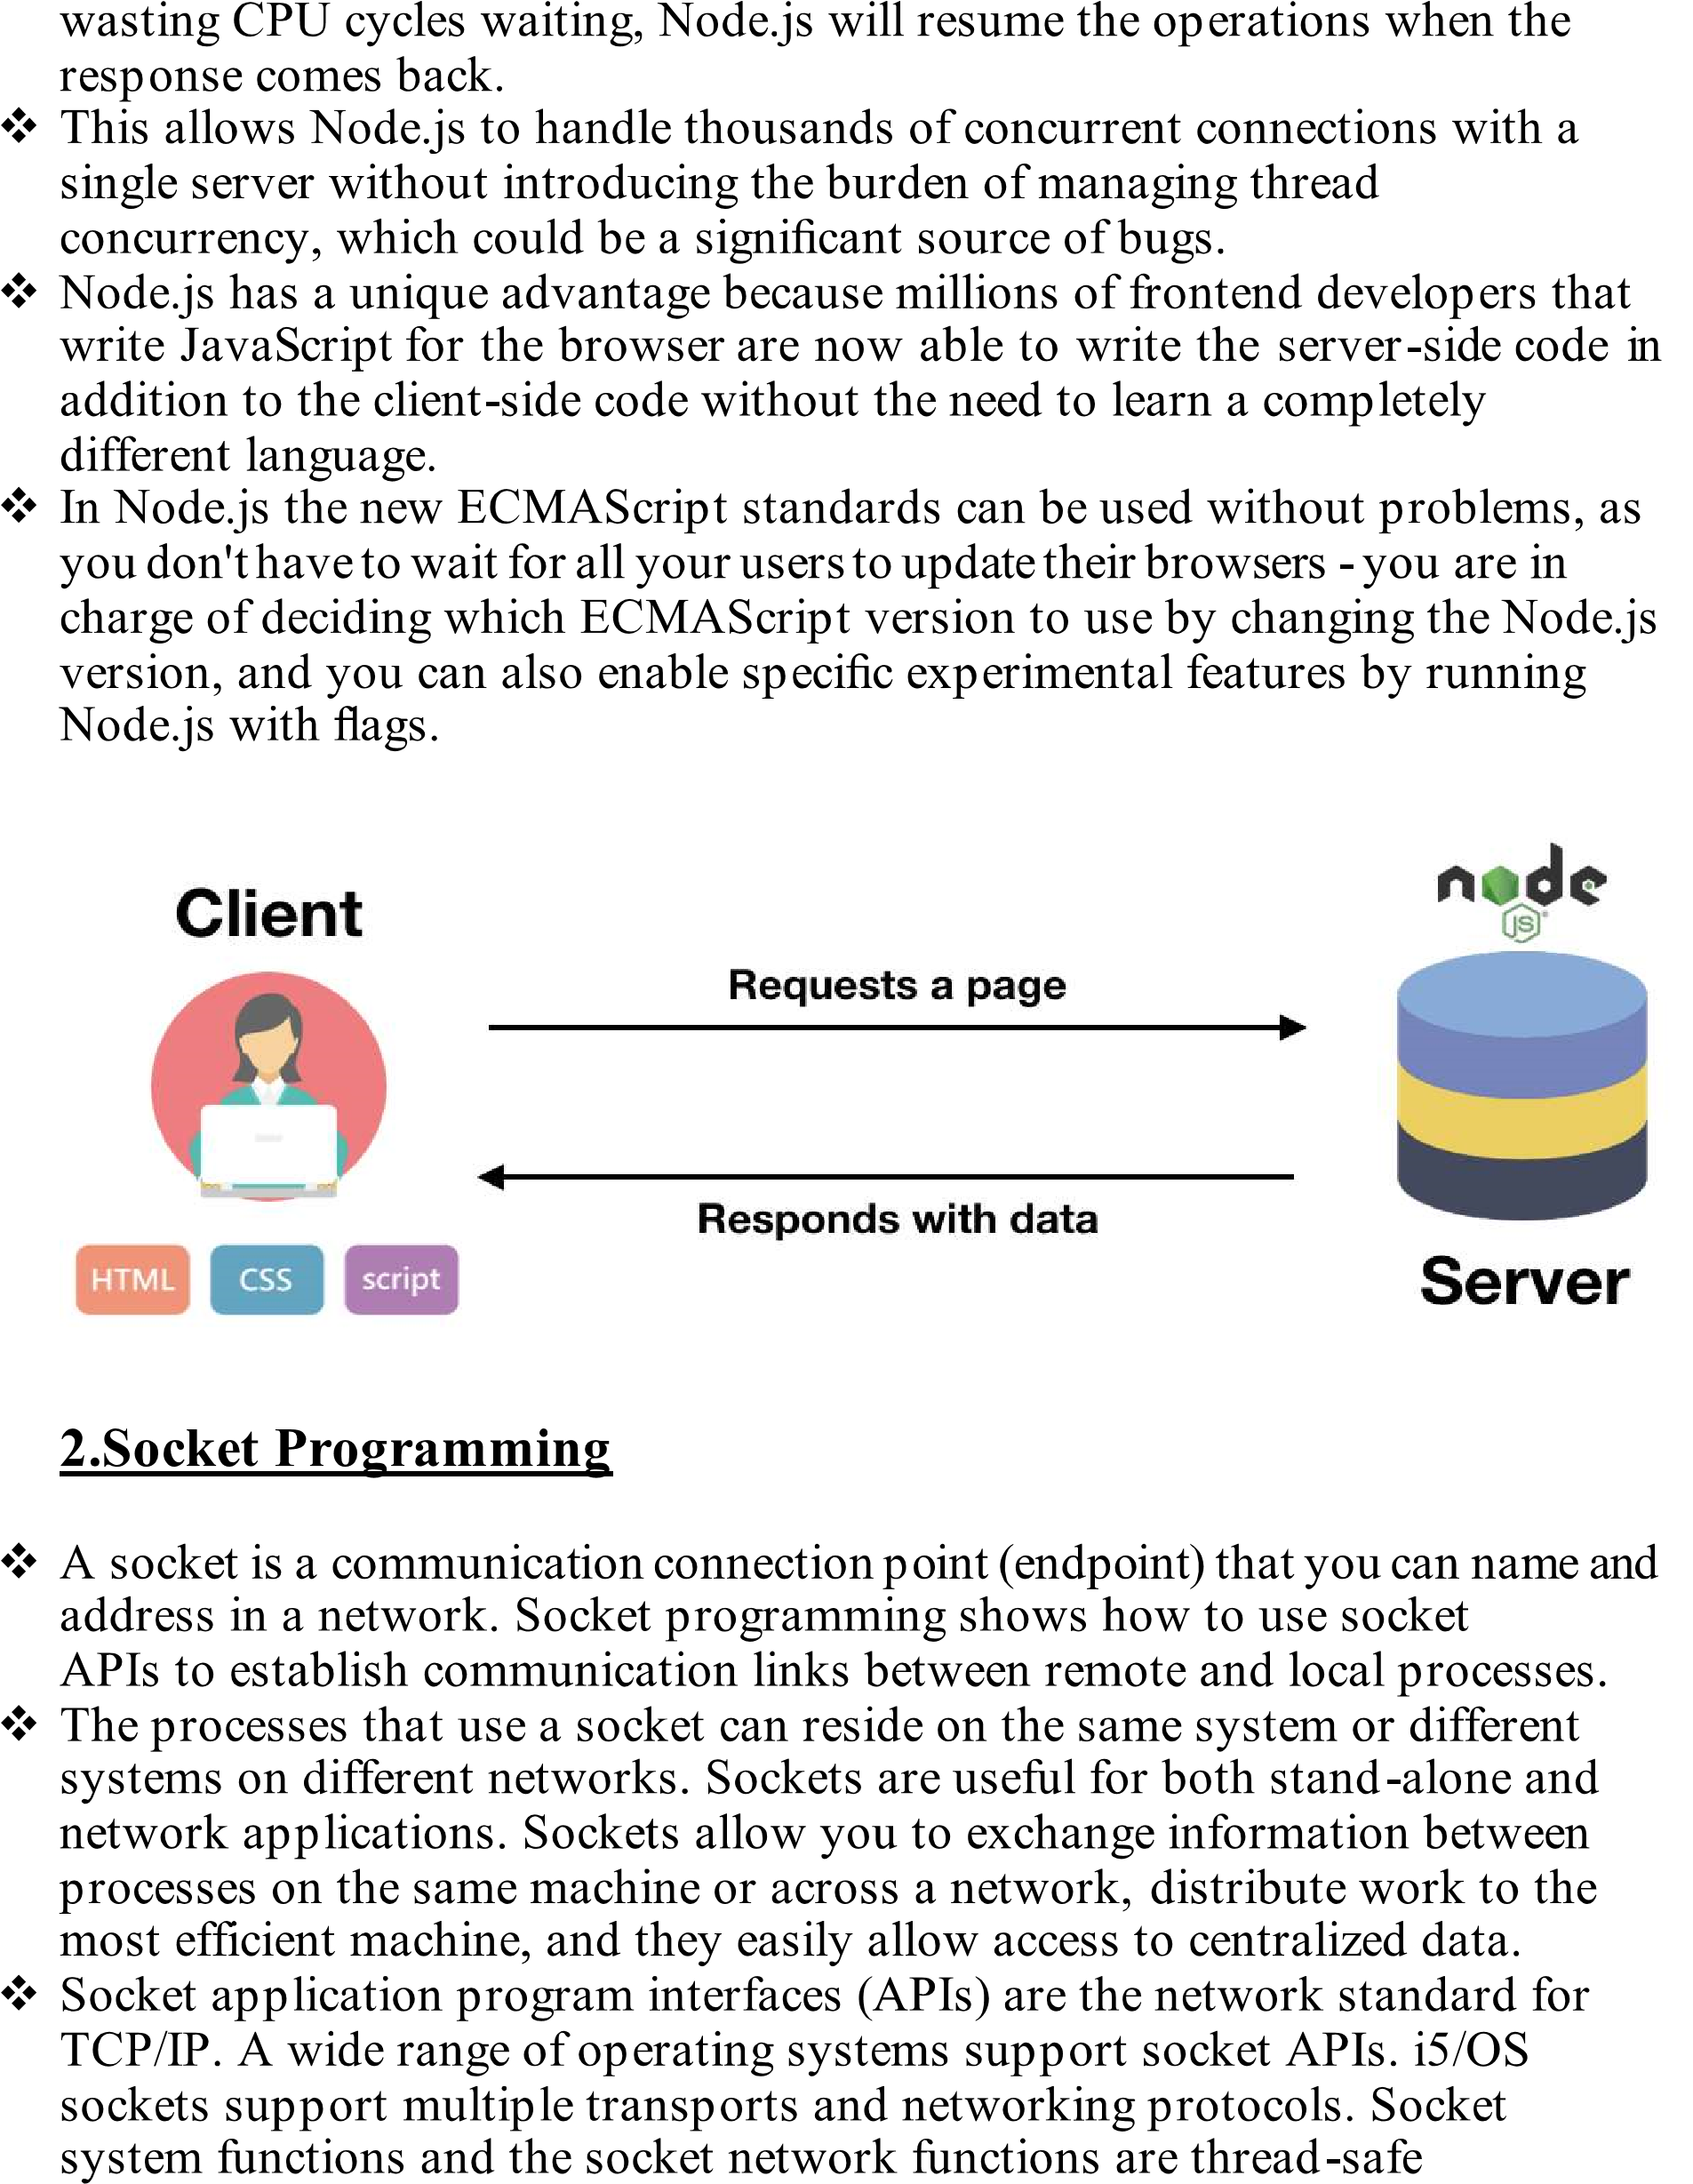 wasting CPU cycles waiting, Node.js will resume the operations when the
response comes back.
❖ This allows Node.js to handle thousands of concurrent connections with a
single server without introducing the burden of managing thread
concurrency, which could be a significant source of bugs.
❖ Node.js has a unique advantage because millions of frontend developers that
write JavaScript for the browser are now able to write the server-side code in
addition to the client-side code without the need to learn a completely
different language.
❖ In Node.js the new ECMAScript standards can be used without problems, as
you don't have to wait for all your users to update their browsers - you are in
charge of deciding which ECMAScript version to use by changing the Node.js
version, and you can also enable specific experimental features by running
Node.js with flags.
node
JS
Client
Requests a page
Responds with data
HTML CSS script
Server
2.Socket Programming
❖ A socket is a communication connection point (endpoint) that you can name and
address in a network. Socket programming shows how to use socket
APIs to establish communication links between remote and local processes.
❖ The processes that use a socket can reside on the same system or different
systems on different networks. Sockets are useful for both stand-alone and
network applications. Sockets allow you to exchange information between
processes on the same machine or across a network, distribute work to the
most efficient machine, and they easily allow access to centralized data.
❖ Socket application program interfaces (APIs) are the network standard for
TCP/IP. A wide range of operating systems support socket APIs. i5/OS
sockets support multiple transports and networking protocols. Socket
system functions and the socket network functions are thread-safe